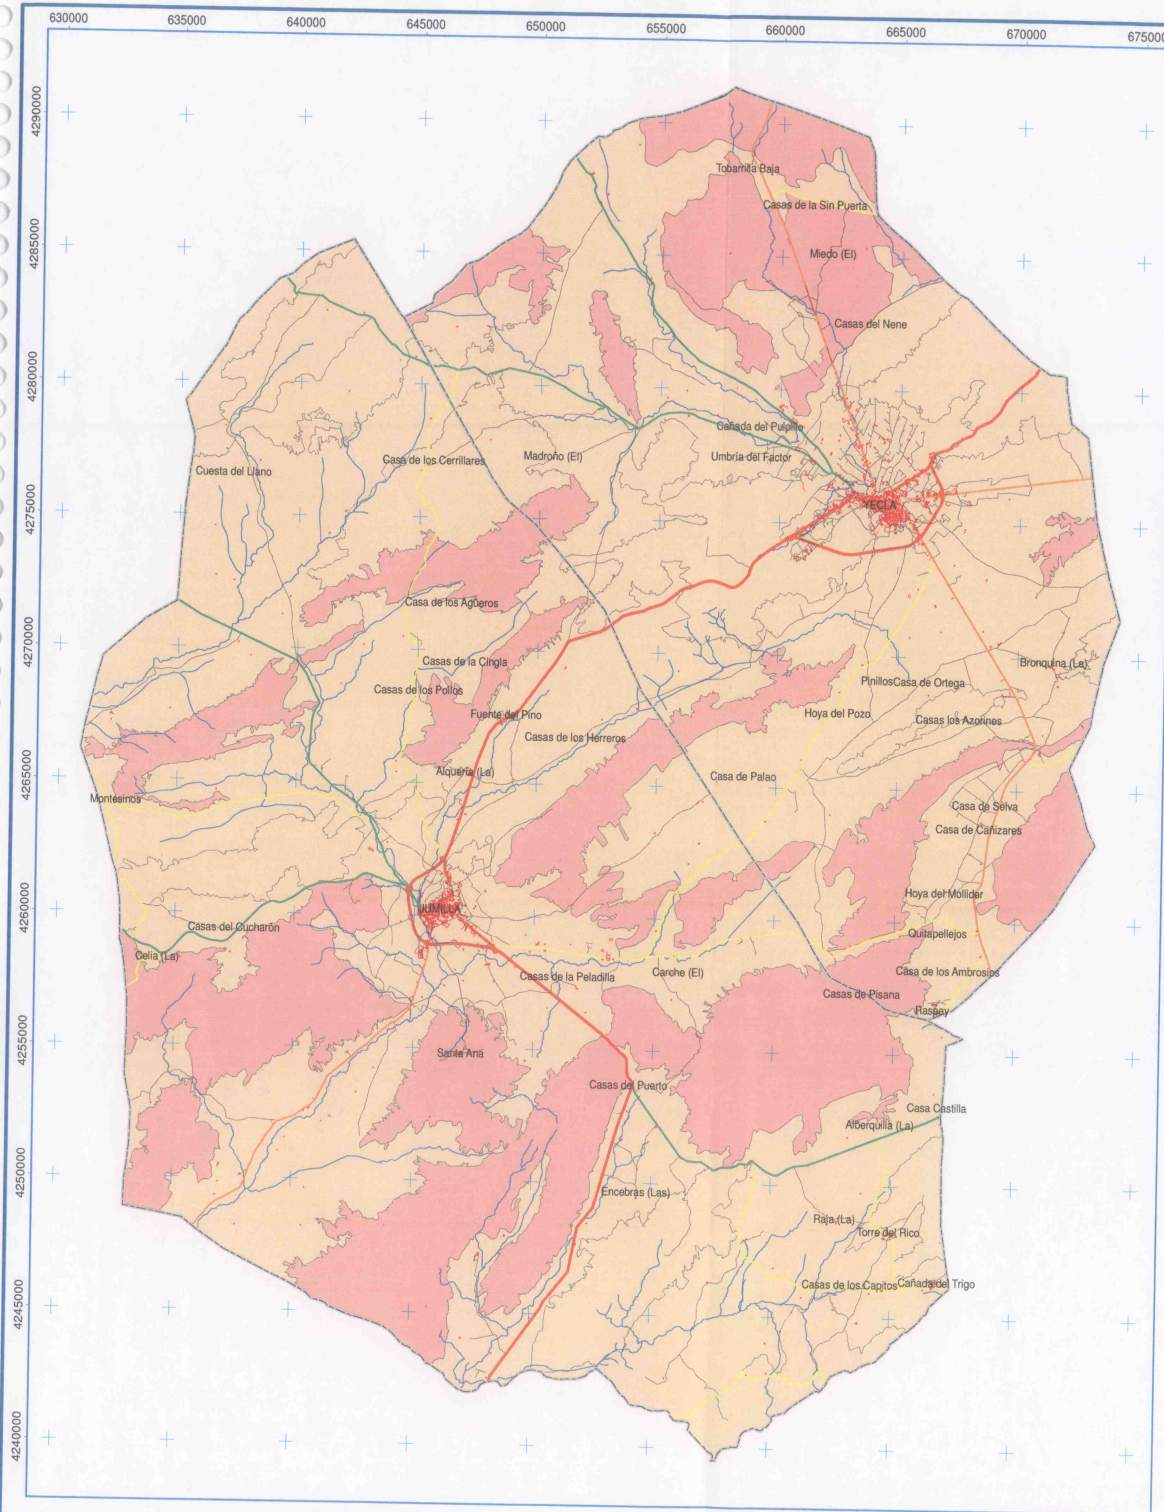 630000 635000 640000 645000 650000 655000 660000 665000 670000 675000
4290000
4285000
4280000
4275000
4270000
4265000
4260000
4255000
4250000
4245000
4240000
Tobarrilla Baja
Casas de la Sin Puerta
Miedo (El)
Casas del Nene
Cañada del Pulpillo
Madroño (El)
Umbría del Factor
Casa de los Cerrillares
Cuesta del Llano
YECLA
Casa de los Agüeros
Casas de la Cingla
Bronquina (La)
Pinillos Casa de Ortega
Casas de los Pollos
Fuente del Pino
Hoya del Pozo
Casas los Azorines
Casas de los Herreros
Alquería (La)
Casa de Palao
Montesinos
Casa de Selva
Casa de Cañizares
Hoya del Mollidar
JUMILLA
Casas del Cucharón
Quitapellejos
Celia (La)
Casas de la Peladilla
Carche (El)
Casa de los Ambrosios
Casas de Pisana
Raspay
Santa Ana
Casas del Puerto
Casa Castilla
Alberquilla (La)
Encebras (Las)
Raja (La)
Torre del Rico
Casas de los Capitos Cañada del Trigo